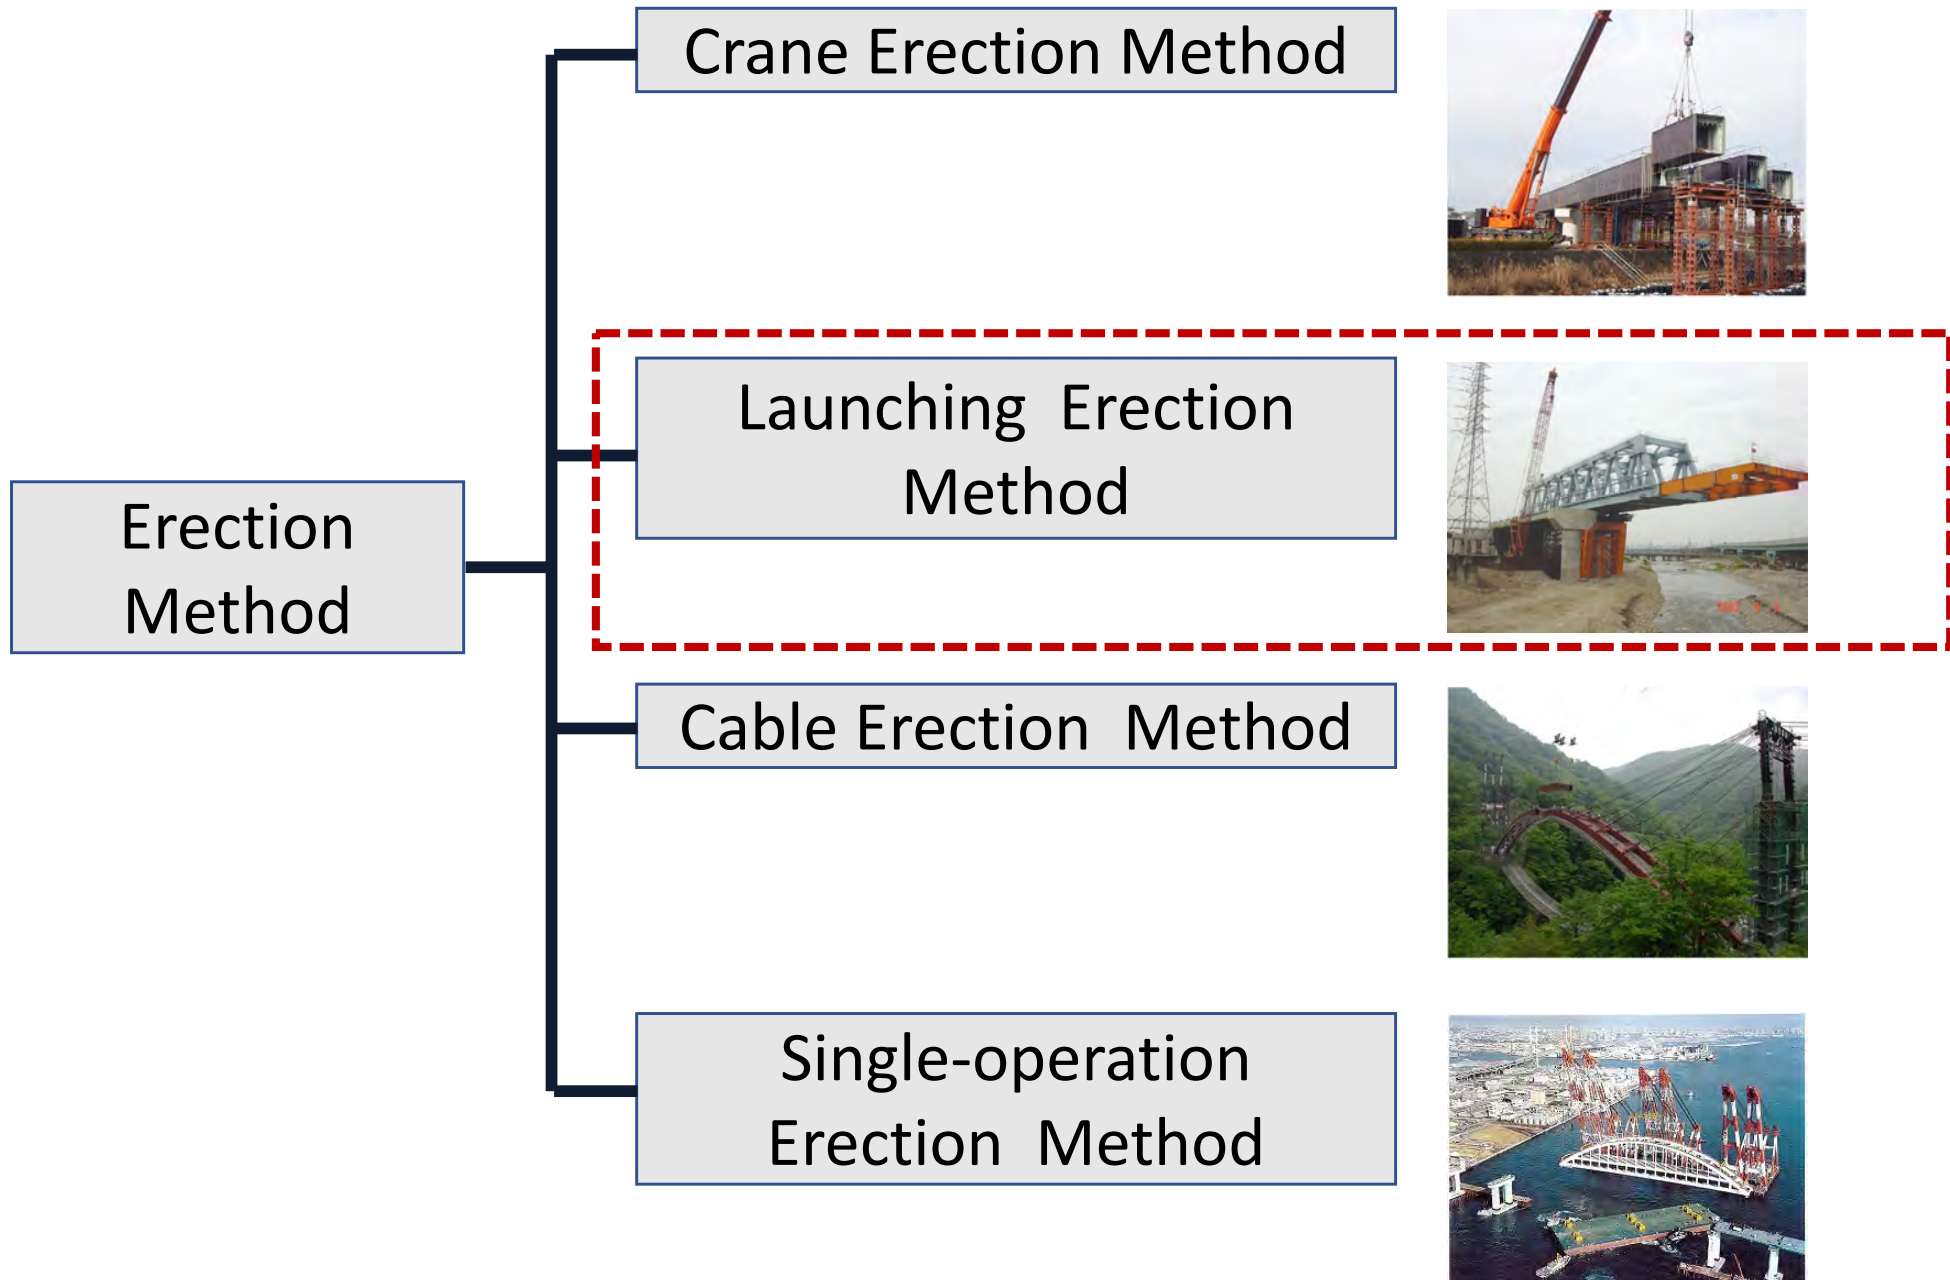 Crane Erection Method
Launching Erection
Method
Erection
Method
Cable Erection Method
Single-operation
Erection Method